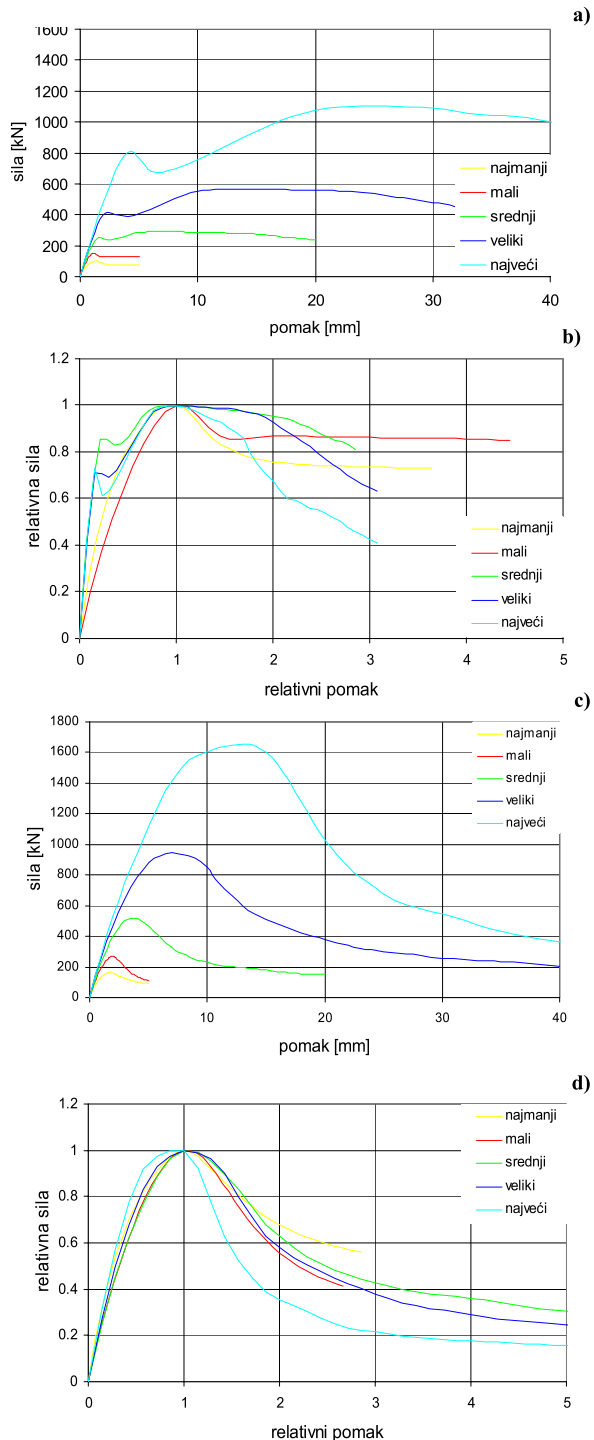 a)
1600
1400
1200
1000
800
600
400
200
0
sila [kN]
najmanji
mali
srednji
veliki
najveći
0 10 20 30 40
pomak [mm]
b)
1.2
1
0.8
0.6
0.4
0.2
0
relativna sila
najmanji
mali
srednji
veliki
najveći
0 1 2 3 4 5
relativni pomak
c)
1800
1600
1400
1200
1000
800
600
400
200
0
sila [kN]
najmanji
mali
srednji
veliki
najveći
0 10 20 30 40
pomak [mm]
d)
1.2
1
0.8
0.6
0.4
0.2
0
relativna sila
najmanji
mali
srednji
veliki
najveći
0 1 2 3 4 5
relativni pomak